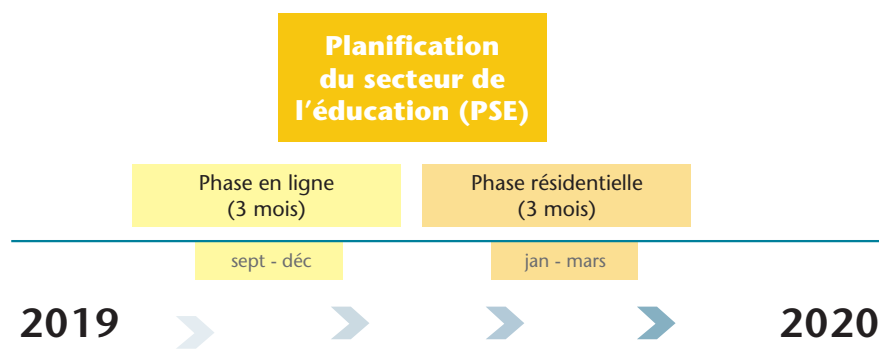 Planification
du secteur de
l’éducation (PSE)
Phase en ligne
(3 mois)
Phase résidentielle
(3 mois)
sept - déc
jan - mars
2019
2020